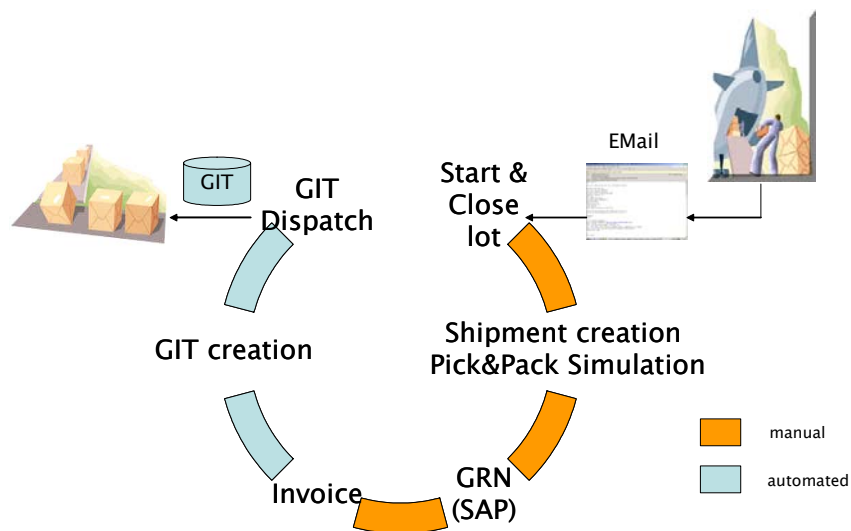 EMail
Start &
Close
lot
GIT
GIT
Dispatch
Shipment creation
Pick&Pack Simulation
GIT creation
manual
GRN
(SAP)
Invoice
automated